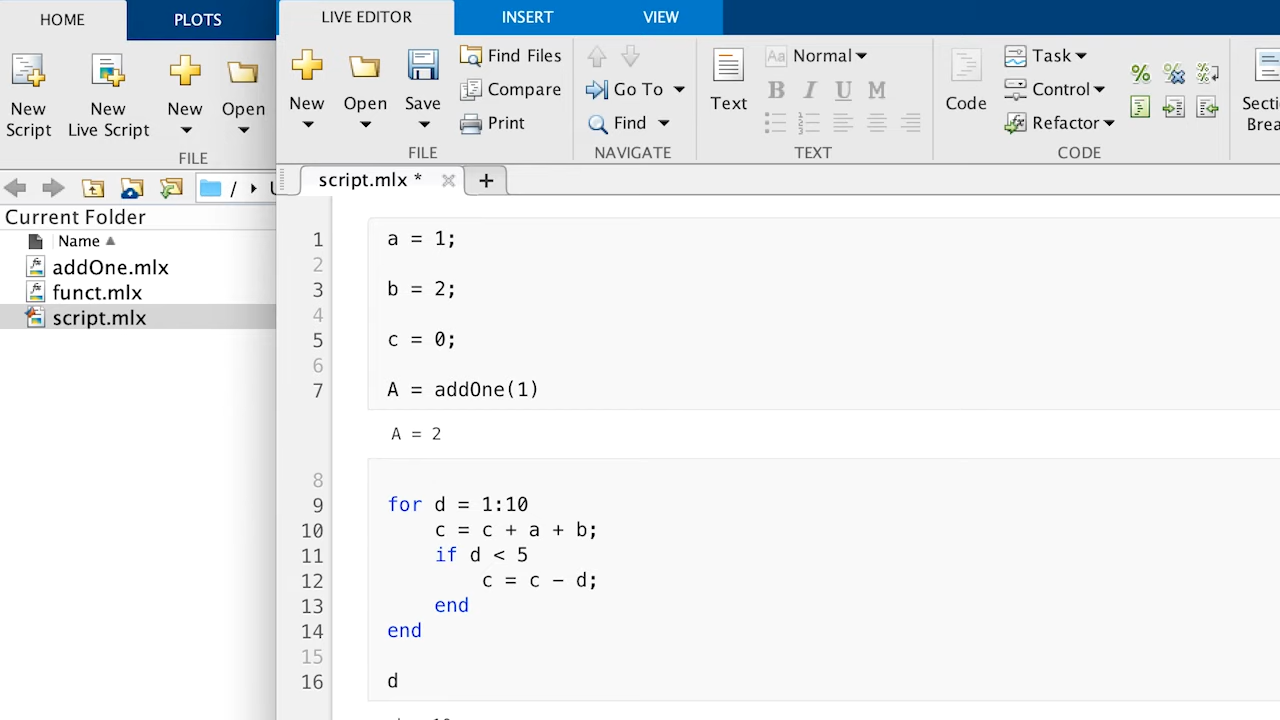 HOME
PLOTS
LIVE EDITOR
INSERT
VIEW
New
Script
New
Live Script
New
Open
FILE
New
Open
Save
Find Files
Compare
Print
FILE
Go To
Find
NAVIGATE
Text
Aa Normal
B I U M
TEXT
Code
Task
Control
Refactor
CODE
Secti
Brea
/
Current Folder
Name
addOne.mlx
funct.mlx
script.mlx
script.mlx *
1 a = 1;
2
3 b = 2;
4
5 c = 0;
6
7 A = addOne(1)
A = 2
8
9 for d = 1:10
10 c = c + a + b;
11 if d < 5
12 c = c - d;
13 end
14 end
15
16 d